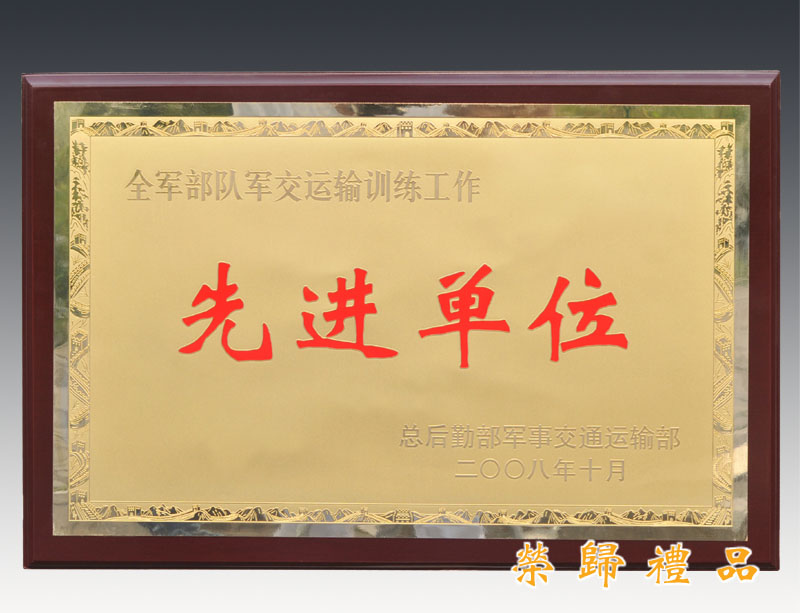 全军部队军交运输训练工作
先进单位
总后勤部军事交通运输部
二〇〇八年十月
榮歸禮品